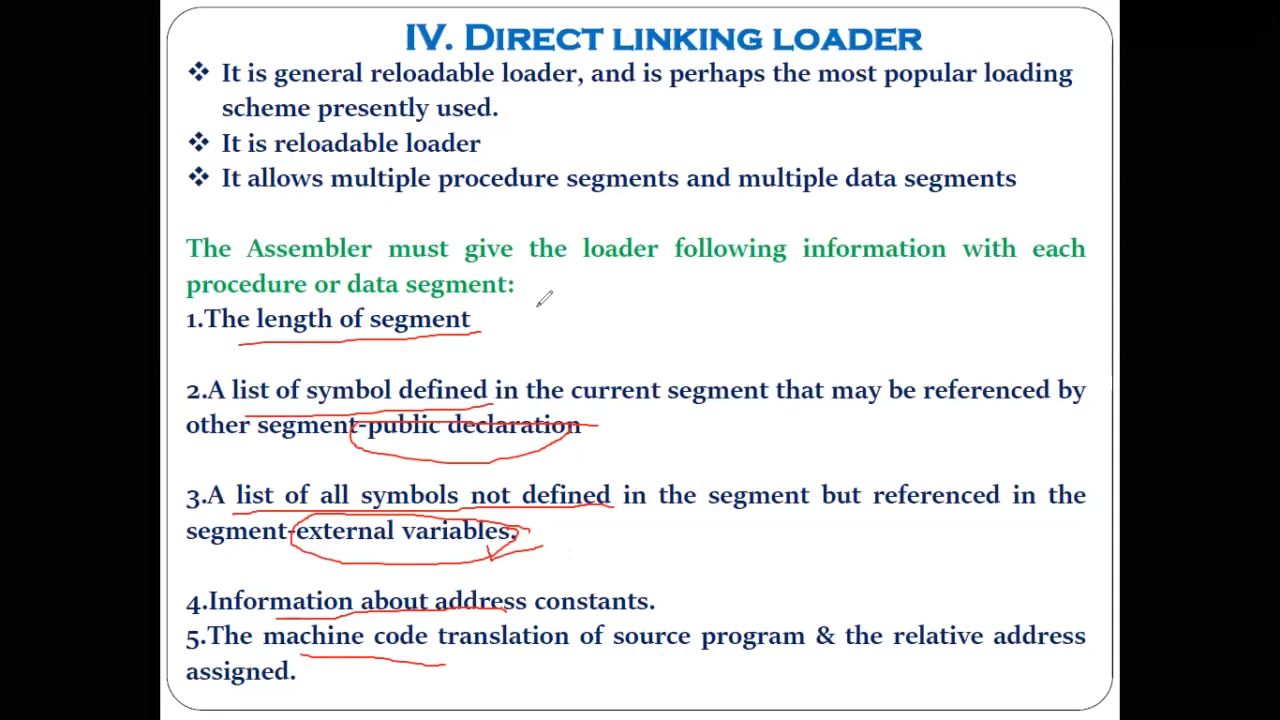 IV. DIRECT LINKING LOADER
❖ It is general reloadable loader, and is perhaps the most popular loading
scheme presently used.
❖ It is reloadable loader
❖ It allows multiple procedure segments and multiple data segments
The Assembler must give the loader following information with each
procedure or data segment:
1.The length of segment
2.A list of symbol defined in the current segment that may be referenced by
other segment-public declaration
3.A list of all symbols not defined in the segment but referenced in the
segment-external variables.
4.Information about address constants.
5.The machine code translation of source program & the relative address
assigned.